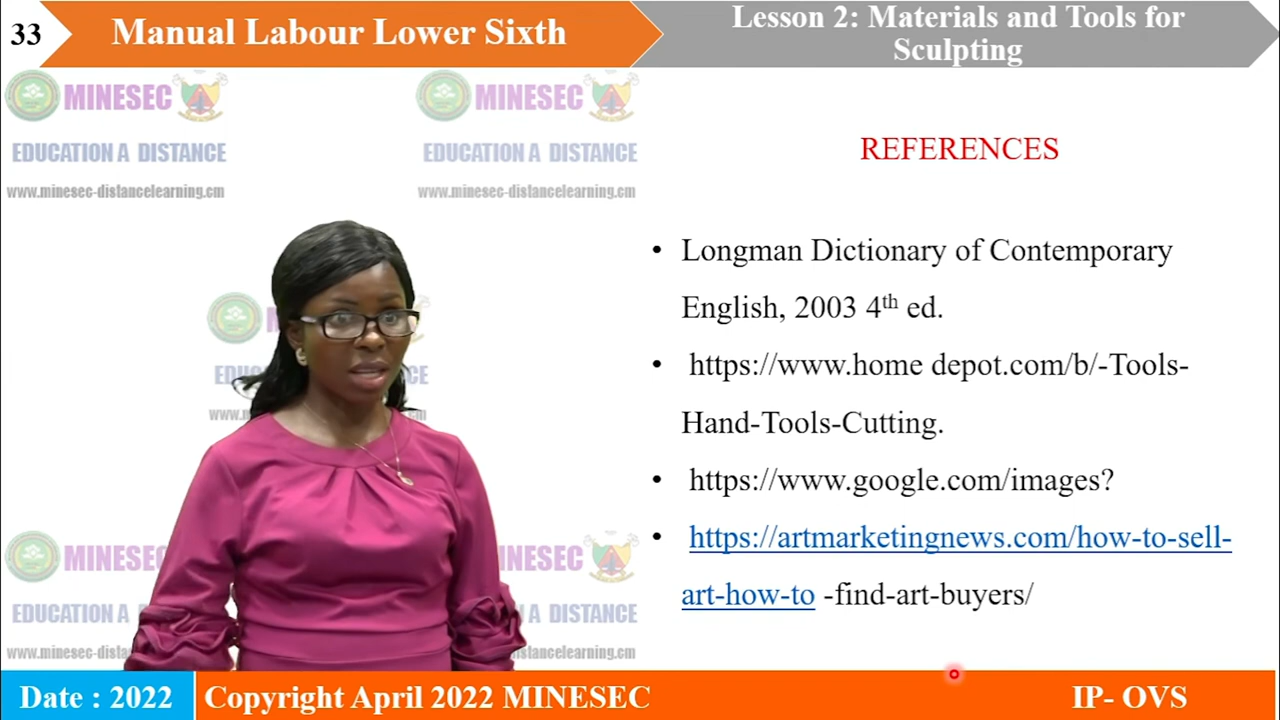 33
Manual Labour Lower Sixth
Lesson 2: Materials and Tools for
Sculpting
MINESEC
EDUCATION A DISTANCE
www.minesec-distancelearning.cm
MINESEC
EDUCATION A DISTANCE
www.minesec-distancelearning.cm
REFERENCES
• Longman Dictionary of Contemporary
English, 2003 4th ed.
• https://www.home depot.com/b/-Tools-
Hand-Tools-Cutting.
• https://www.google.com/images?
• https://artmarketingnews.com/how-to-sell-
art-how-to -find-art-buyers/
MINESEC
EDUCATION A DISTANCE
Date : 2022
Copyright April 2022 MINESEC
IP- OVS